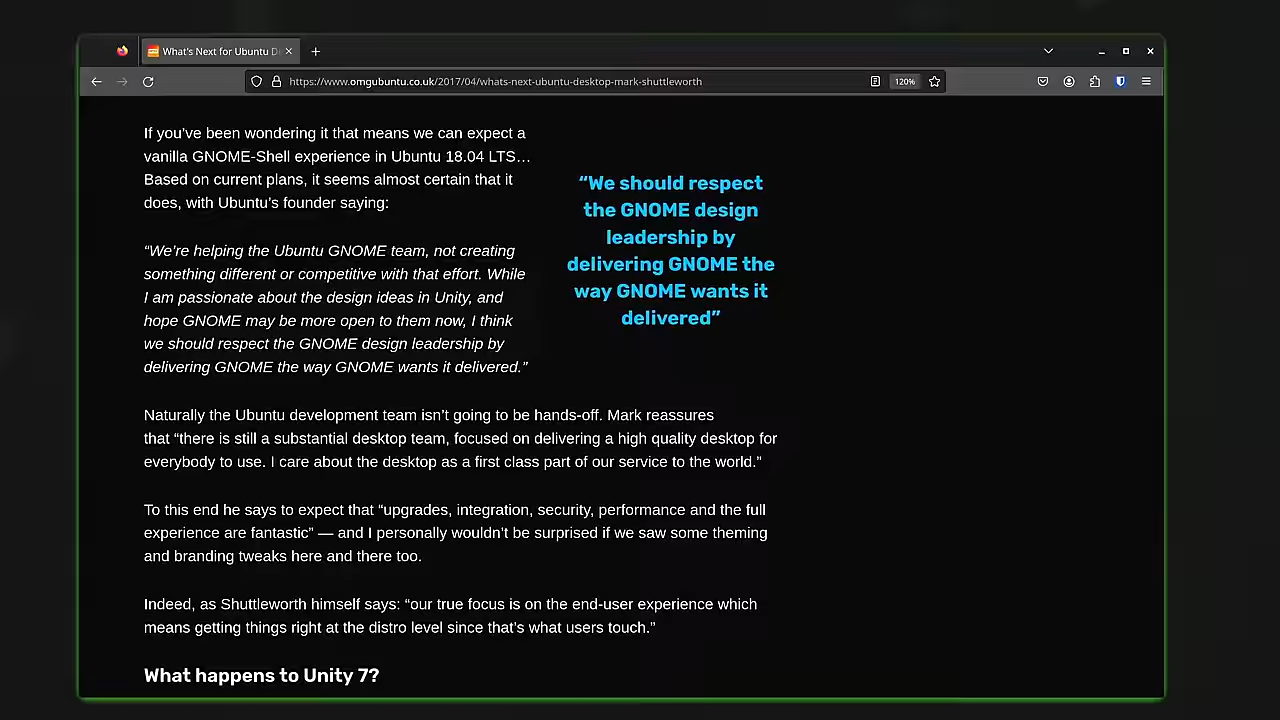 What's Next for Ubuntu D
https://www.omgubuntu.co.uk/2017/04/whats-next-ubuntu-desktop-mark-shuttleworth
120%
If you've been wondering it that means we can expect a
vanilla GNOME-Shell experience in Ubuntu 18.04 LTS…
Based on current plans, it seems almost certain that it
does, with Ubuntu's founder saying:
“We're helping the Ubuntu GNOME team, not creating
something different or competitive with that effort. While
I am passionate about the design ideas in Unity, and
hope GNOME may be more open to them now, I think
we should respect the GNOME design leadership by
delivering GNOME the way GNOME wants it delivered.”
“We should respect
the GNOME design
leadership by
delivering GNOME the
way GNOME wants it
delivered”
Naturally the Ubuntu development team isn't going to be hands-off. Mark reassures
that “there is still a substantial desktop team, focused on delivering a high quality desktop for
everybody to use. I care about the desktop as a first class part of our service to the world.”
To this end he says to expect that “upgrades, integration, security, performance and the full
experience are fantastic” — and I personally wouldn't be surprised if we saw some theming
and branding tweaks here and there too.
Indeed, as Shuttleworth himself says: “our true focus is on the end-user experience which
means getting things right at the distro level since that's what users touch.”
What happens to Unity 7?